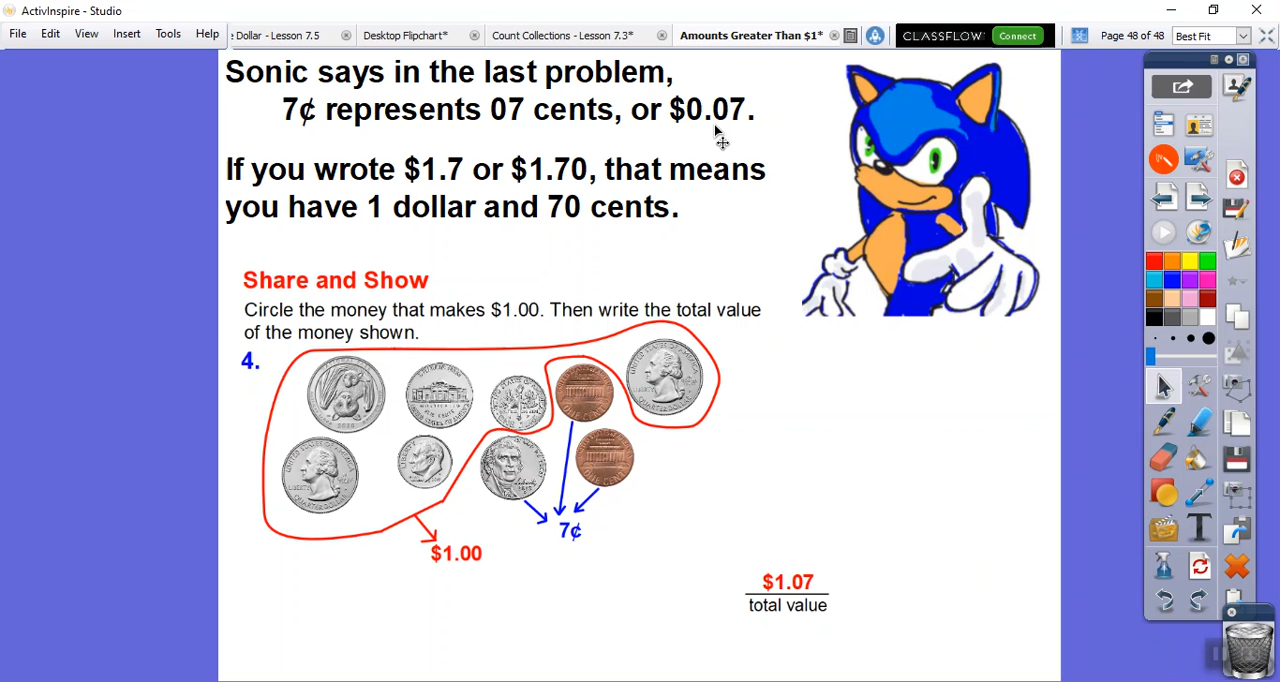 ActivInspire - Studio
File Edit View Insert Tools Help
e Dollar - Lesson 7.5
Desktop Flipchart*
Count Collections - Lesson 7.3*
Amounts Greater Than $1*
CLASSFLOW
Connect
Page 48 of 48
Best Fit
Sonic says in the last problem,
7¢ represents 07 cents, or $0.07.
If you wrote $1.7 or $1.70, that means
you have 1 dollar and 70 cents.
Share and Show
Circle the money that makes $1.00. Then write the total value
of the money shown.
4.
7¢
$1.00
$1.07
total value